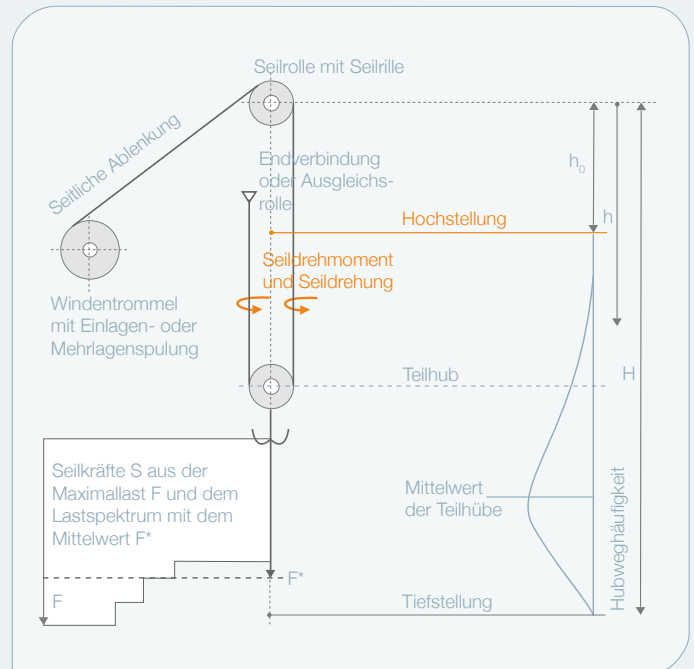 Seilrolle mit Seilrille
Seitliche Ablenkung
Endverbindung
oder Ausgleichs-
rolle
h₀
h
Hochstellung
Seildrehmoment
und Seildrehung
Windentrommel
mit Einlagen- oder
Mehrlagenspulung
Teilhub
H
Seilkräfte S aus der
Maximallast F und dem
Lastspektrum mit dem
Mittelwert F*
Mittelwert
der Teilhübe
Hubweghäufigkeit
F*
F
Tiefstellung